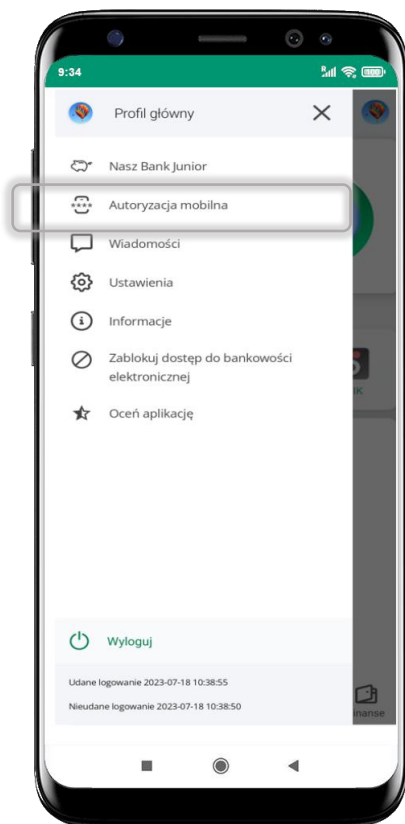 9:34
Profil główny
Nasz Bank Junior
Autoryzacja mobilna
Wiadomości
Ustawienia
Informacje
Zablokuj dostęp do bankowości
elektronicznej
Oceń aplikację
Wyloguj
Udane logowanie 2023-07-18 10:38:55
Nieudane logowanie 2023-07-18 10:38:50
inanse